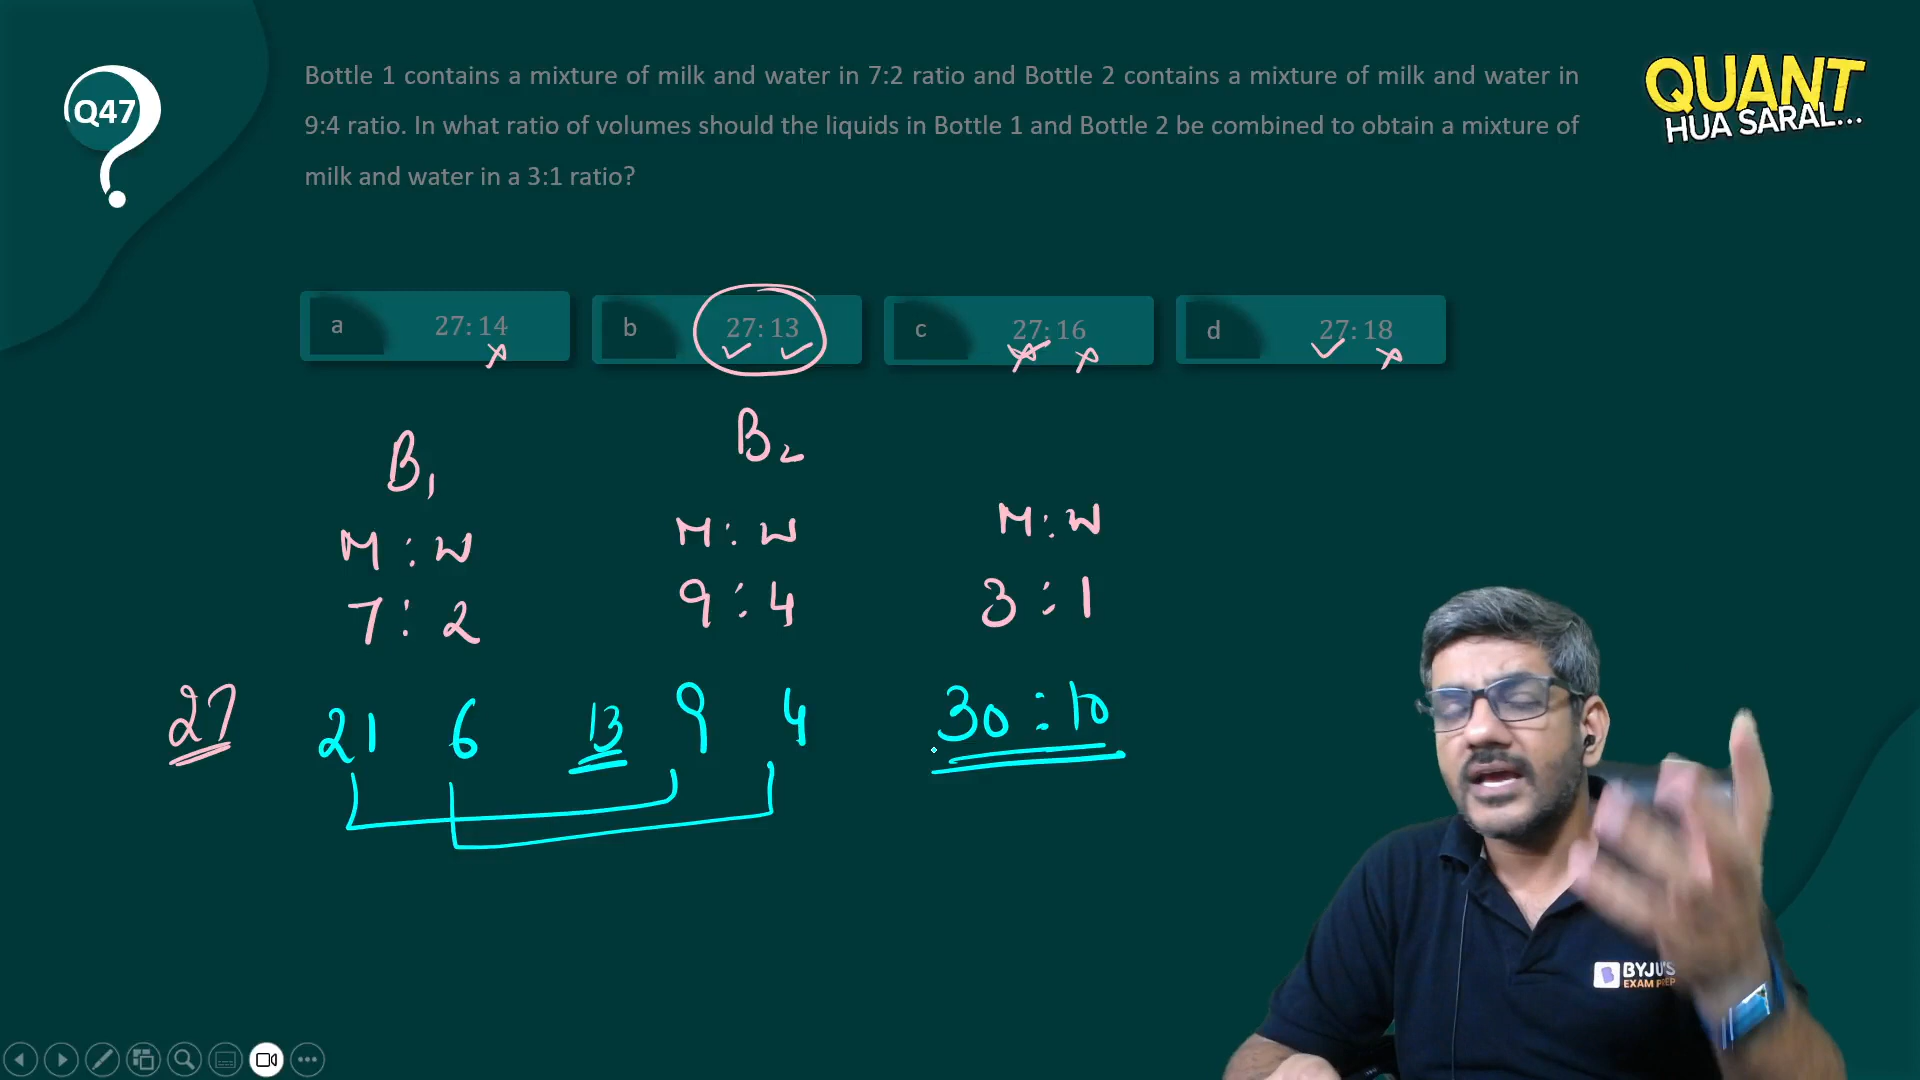 Q47
Bottle 1 contains a mixture of milk and water in 7:2 ratio and Bottle 2 contains a mixture of milk and water in
9:4 ratio. In what ratio of volumes should the liquids in Bottle 1 and Bottle 2 be combined to obtain a mixture of
milk and water in a 3:1 ratio?
QUANT
HUA SARAL...
a 27: 14
b 27: 13
c 27: 16
d 27: 18
B₁
B₂
M : W
M : W
M : W
7 : 2
9 : 4
3 : 1
27
21 6 13 9 4 30 : 10
BYJU'S
EXAM PREP